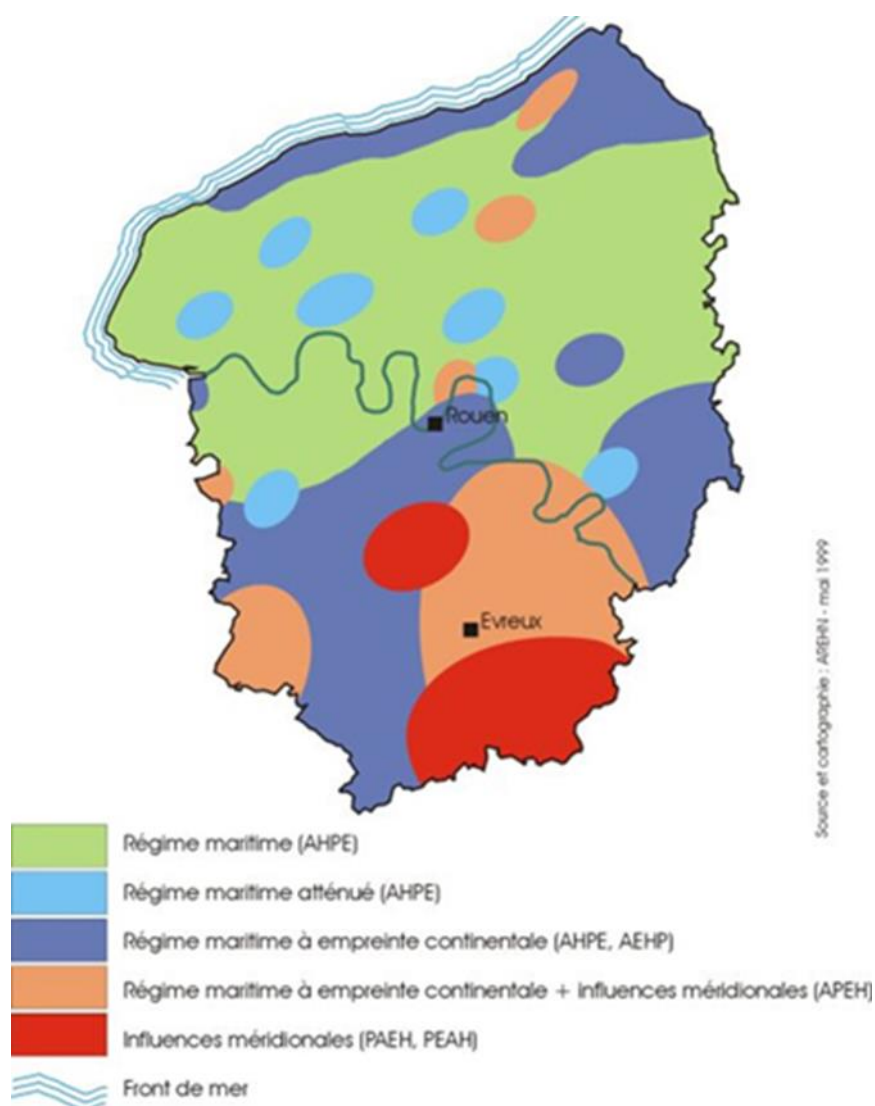 Rouen
Evreux
Source et cartographie : AREHN - mai 1999
Régime maritime (AHPE)
Régime maritime atténué (AHPE)
Régime maritime à empreinte continentale (AHPE, AEHP)
Régime maritime à empreinte continentale + influences méridionales (APEH)
Influences méridionales (PAEH, PEAH)
Front de mer